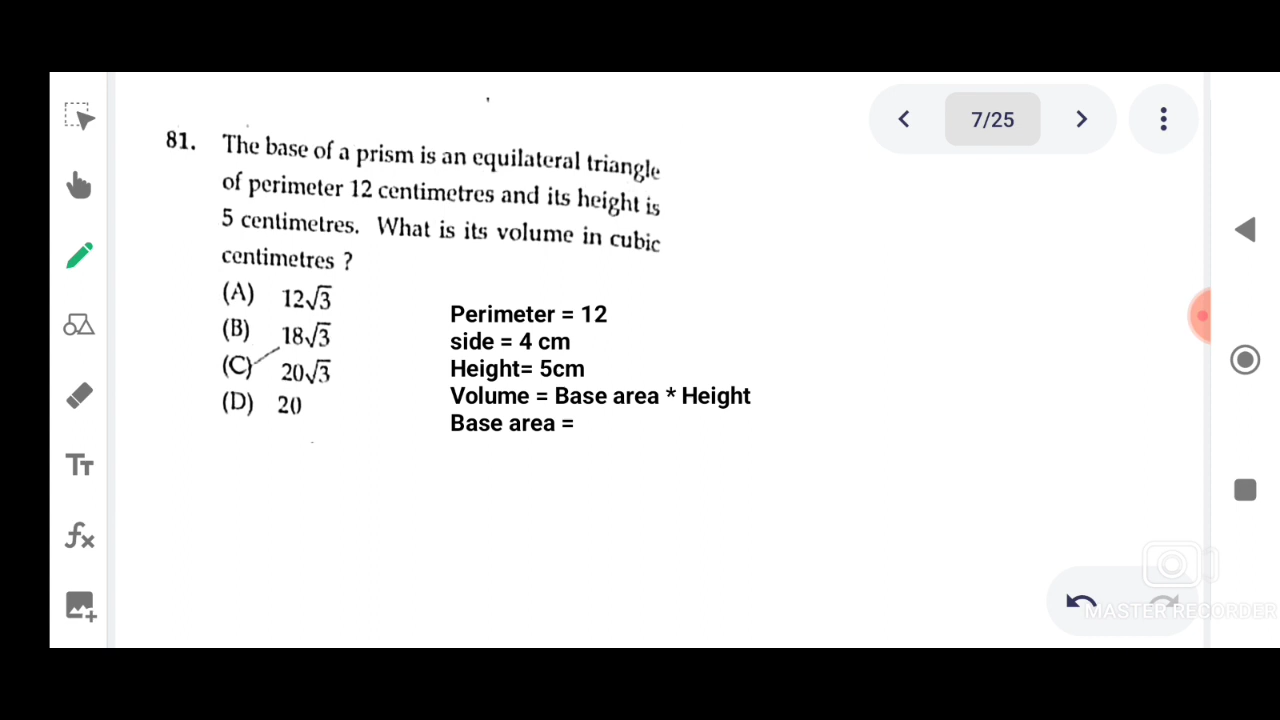 7/25
81. The base of a prism is an equilateral triangle
of perimeter 12 centimetres and its height is
5 centimetres. What is its volume in cubic
centimetres ?
(A) 12√3
(B) 18√3
(C) 20√3
(D) 20
Perimeter = 12
side = 4 cm
Height= 5cm
Volume = Base area * Height
Base area =
Tт
fx
MASTER RECORDER